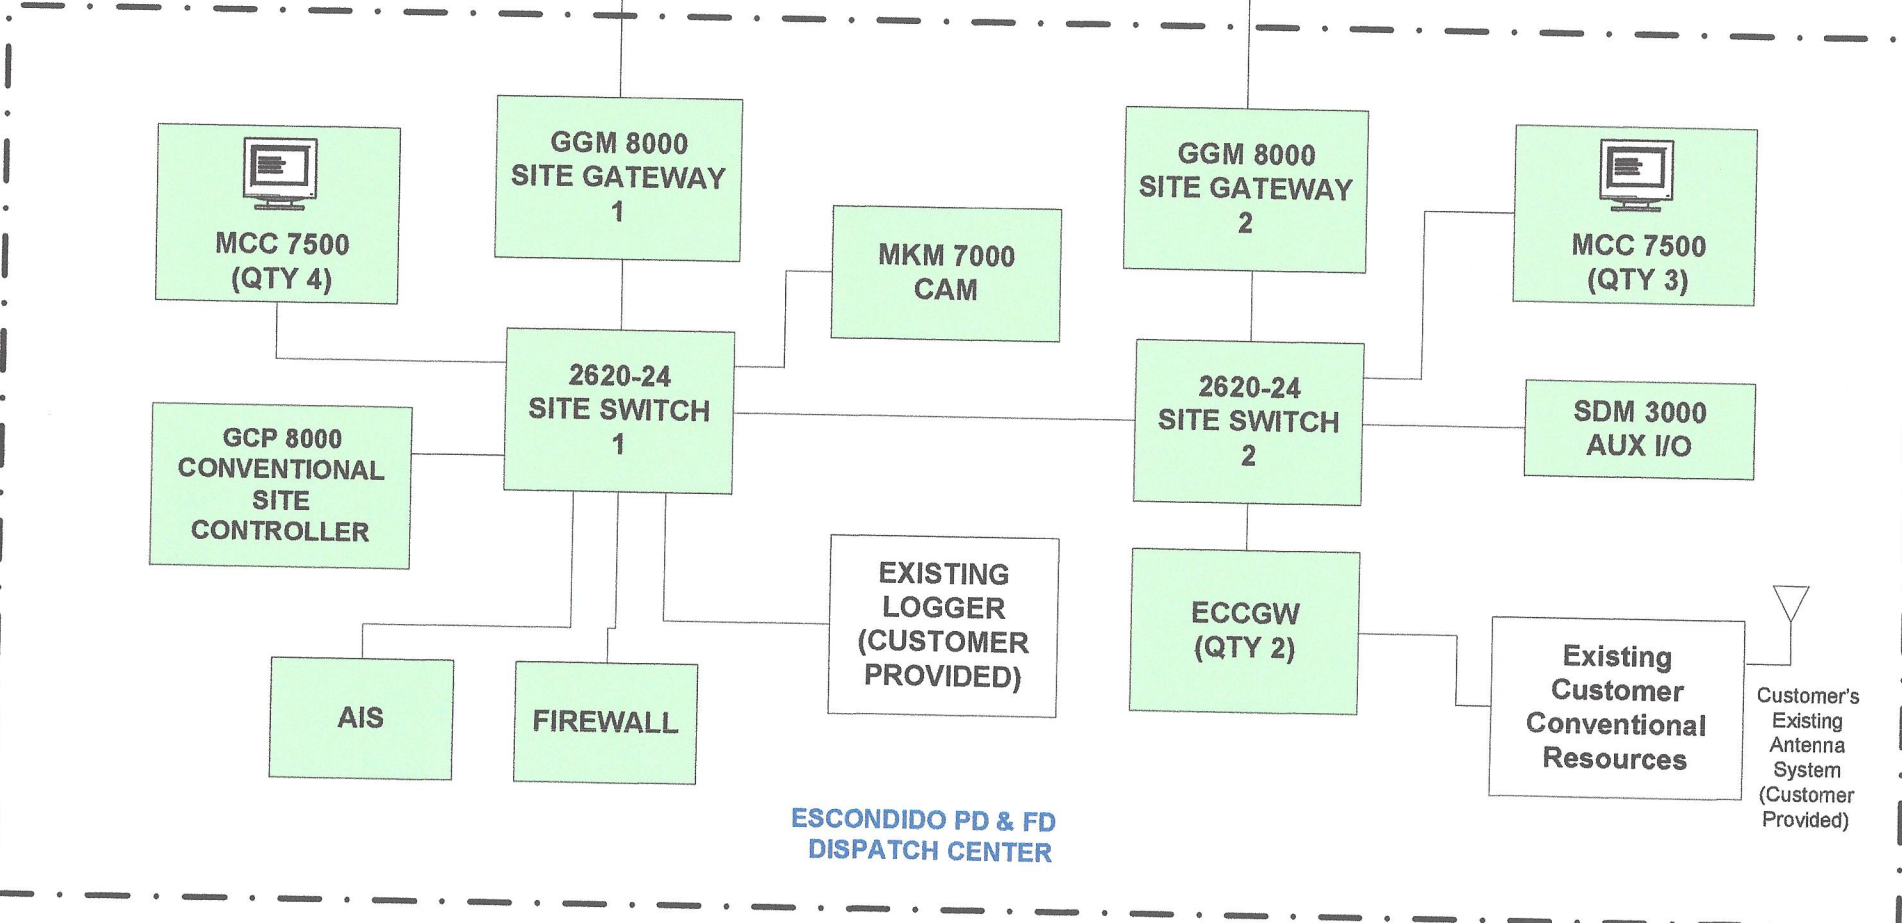 GGM 8000
SITE GATEWAY
1
GGM 8000
SITE GATEWAY
2
MCC 7500
(QTY 4)
MKM 7000
CAM
MCC 7500
(QTY 3)
2620-24
SITE SWITCH
1
2620-24
SITE SWITCH
2
SDM 3000
AUX I/O
GCP 8000
CONVENTIONAL
SITE
CONTROLLER
EXISTING
LOGGER
(CUSTOMER
PROVIDED)
ECCGW
(QTY 2)
Existing
Customer
Conventional
Resources
Customer's
Existing
Antenna
System
(Customer
Provided)
AIS
FIREWALL
ESCONDIDO PD & FD
DISPATCH CENTER